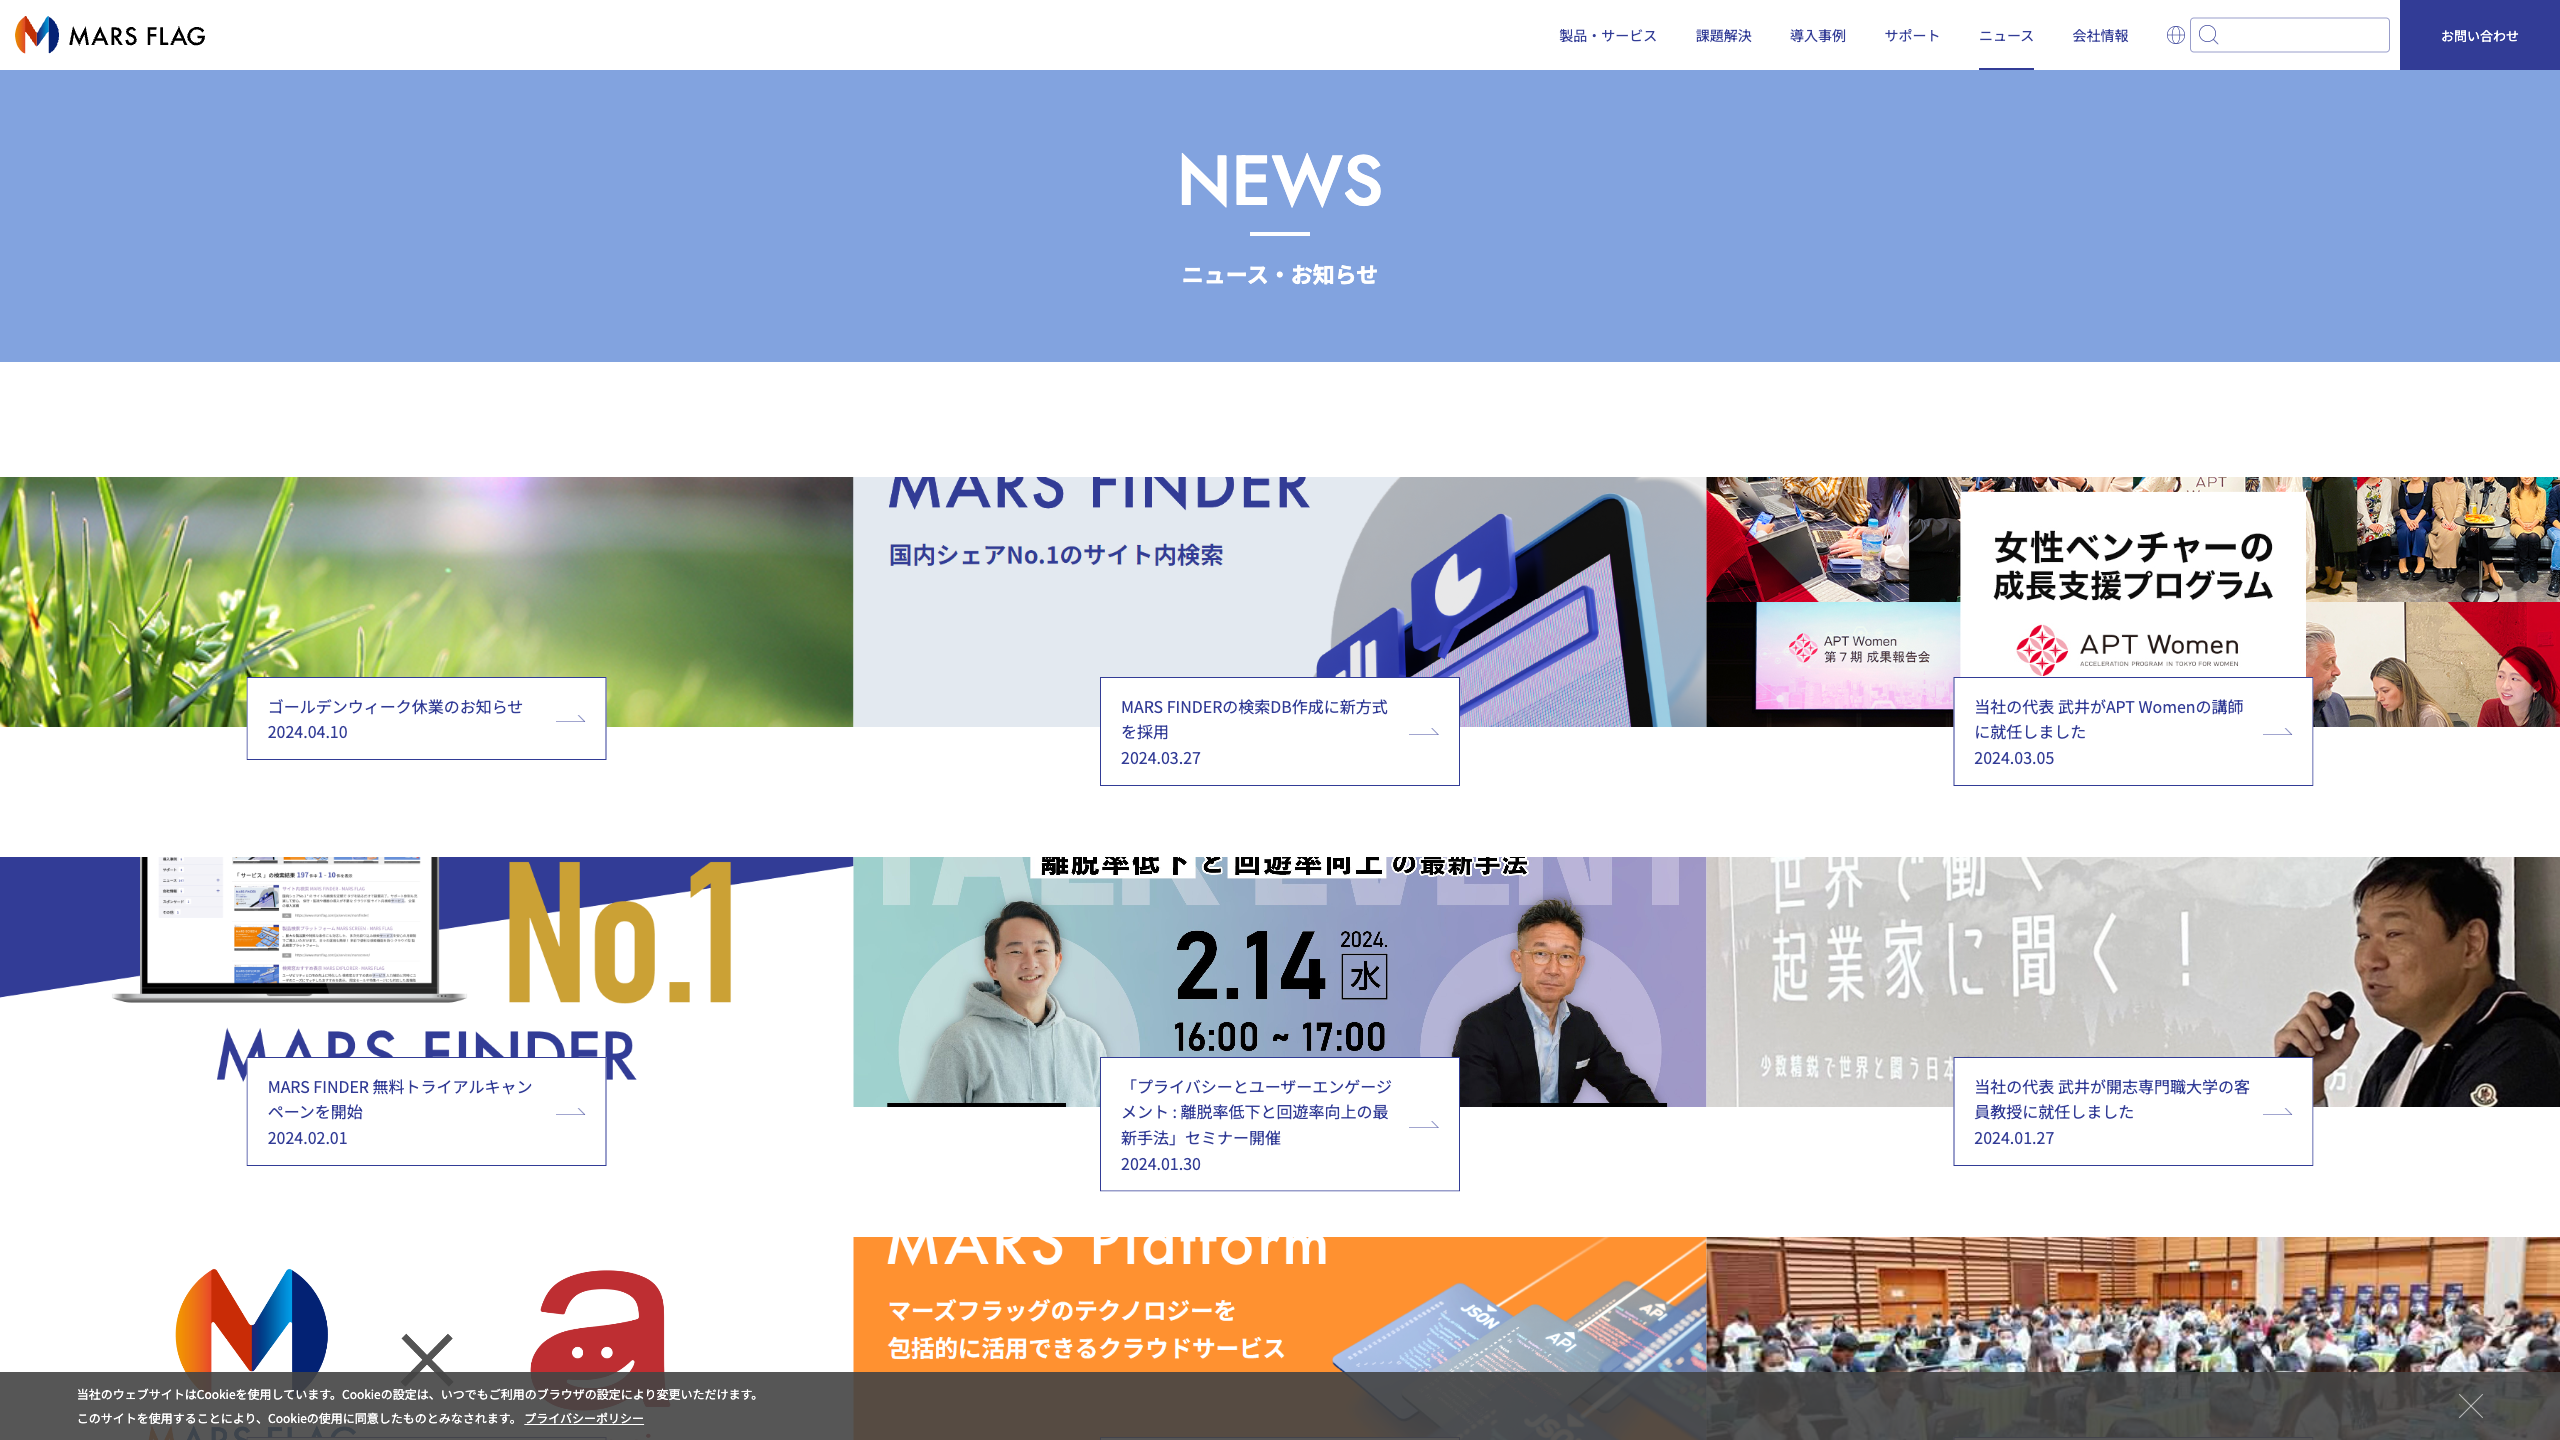 MARS FLAG
製品・サービス
課題解決
導入事例
サポート
ニュース
会社情報
お問い合わせ
NEWS
ニュース・お知らせ
ゴールデンウィーク休業のお知らせ
2024.04.10
MARS FINDER
国内シェアNo.1のサイト内検索
MARS FINDERの検索DB作成に新方式
を採用
2024.03.27
APT
女性ベンチャーの
成長支援プログラム
APT Women
ACCELERATION PROGRAM IN TOKYO FOR WOMEN
APT Women
第7期 成果報告会
当社の代表 武井がAPT Womenの講師
に就任しました
2024.03.05
No.1
MARS FINDER
MARS FINDER 無料トライアルキャン
ペーンを開始
2024.02.01
TALK EVENT
離脱率低下と回遊率向上の最新手法
2.14
2024.
水
16:00 ~ 17:00
「プライバシーとユーザーエンゲージ
メント : 離脱率低下と回遊率向上の最
新手法」セミナー開催
2024.01.30
世界で働く
起業家に聞く!
少数精鋭で世界と闘う日本
方
当社の代表 武井が開志専門職大学の客
員教授に就任しました
2024.01.27
×
MARS Platform
マーズフラッグのテクノロジーを
包括的に活用できるクラウドサービス
JSON
API
API
JSON
当社のウェブサイトはCookieを使用しています。Cookieの設定は、いつでもご利用のブラウザの設定により変更いただけます。
このサイトを使用することにより、Cookieの使用に同意したものとみなされます。 プライバシーポリシー